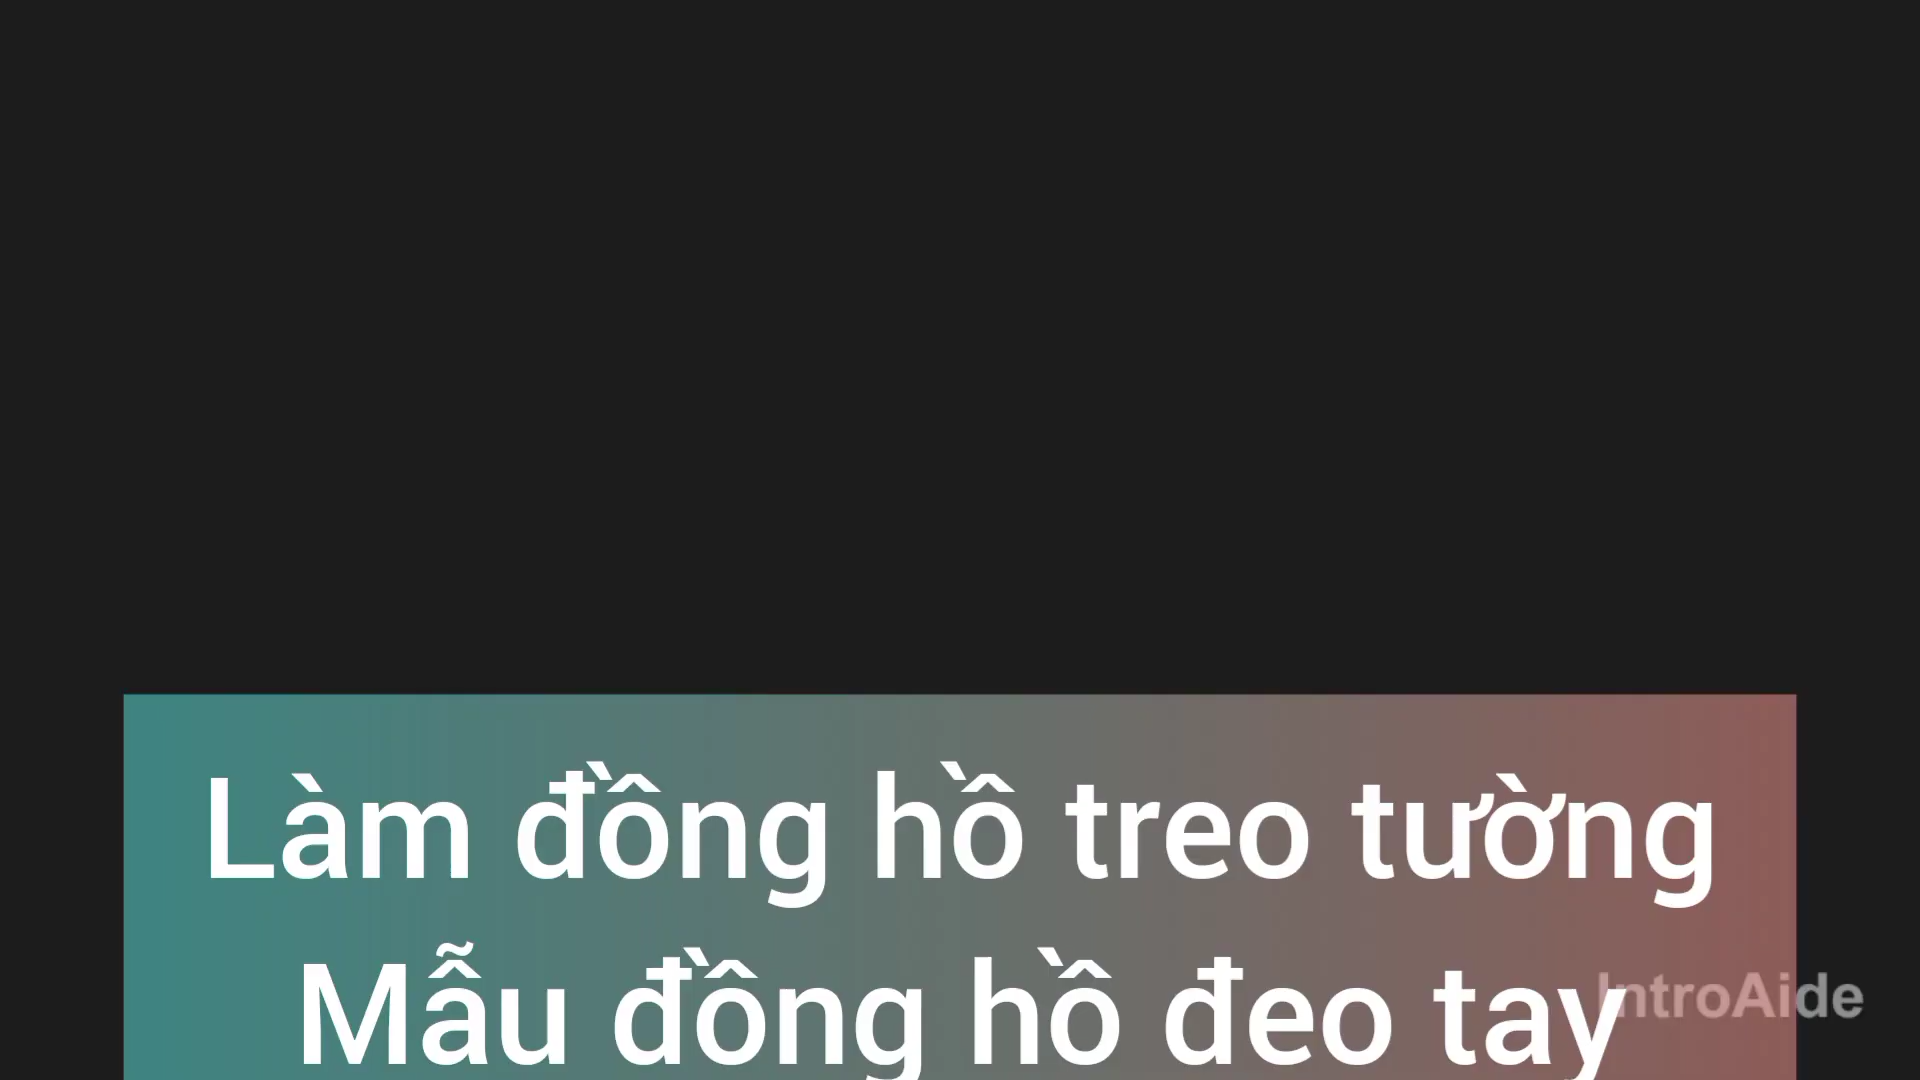 Làm đồng hồ treo tường
Mẫu đồng hồ đeo tay
IntroAide